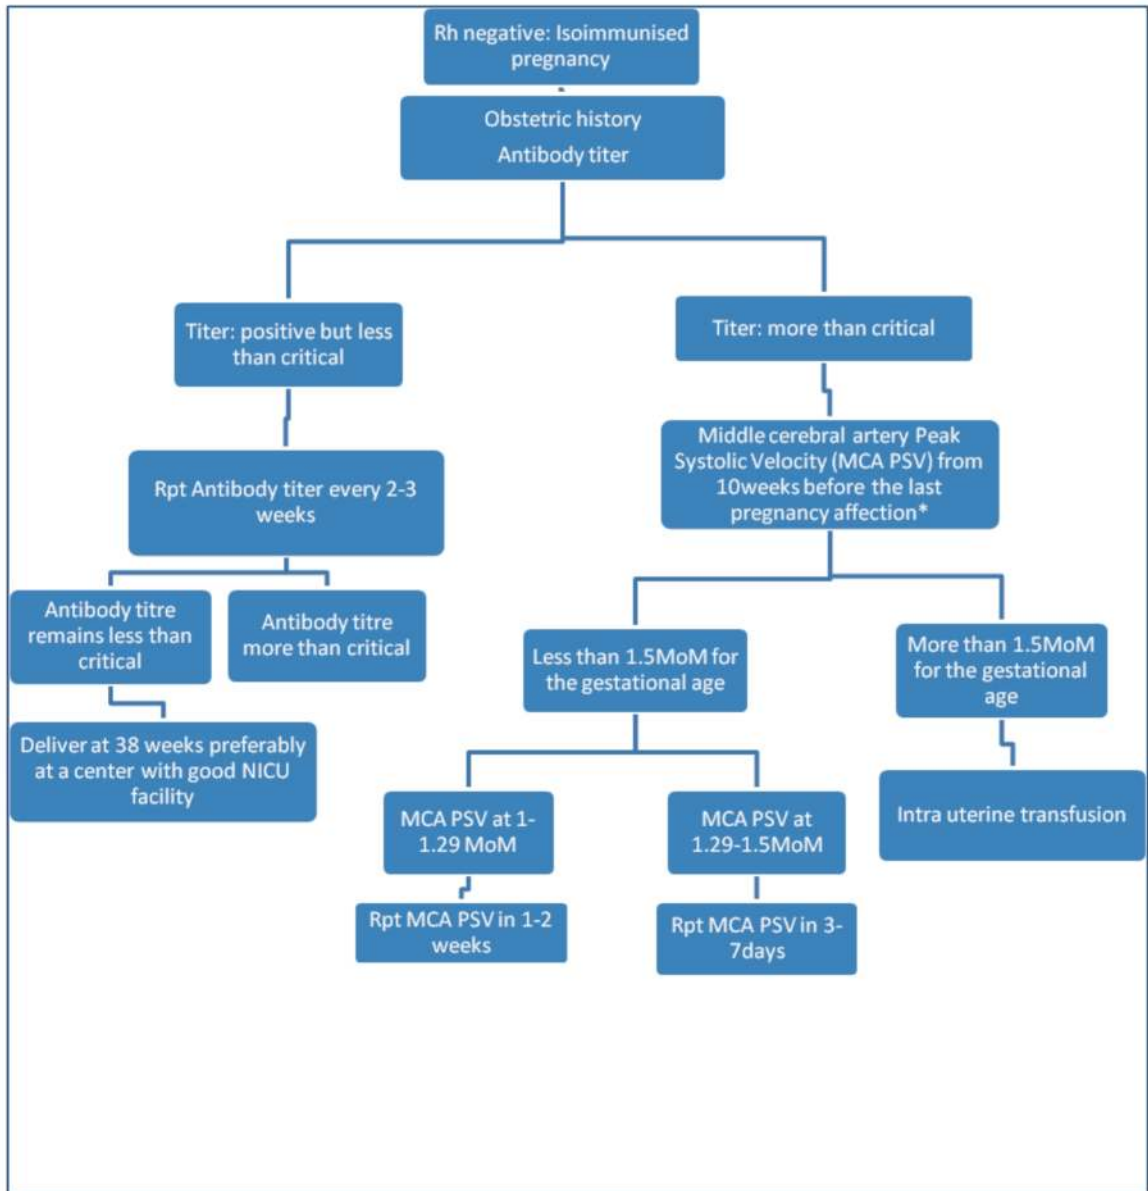 Rh negative: Isoimmunised
pregnancy
Obstetric history
Antibody titer
Titer: positive but less
than critical
Titer: more than critical
Rpt Antibody titer every 2-3
weeks
Middle cerebral artery Peak
Systolic Velocity (MCA PSV) from
10weeks before the last
pregnancy affection*
Antibody titre
remains less than
critical
Antibody titre
more than critical
Less than 1.5MoM for
the gestational age
More than 1.5MoM
for the gestational
age
Deliver at 38 weeks preferably
at a center with good NICU
facility
MCA PSV at 1-
1.29 MoM
MCA PSV at
1.29-1.5MoM
Intra uterine transfusion
Rpt MCA PSV in 1-2
weeks
Rpt MCA PSV in 3-
7days